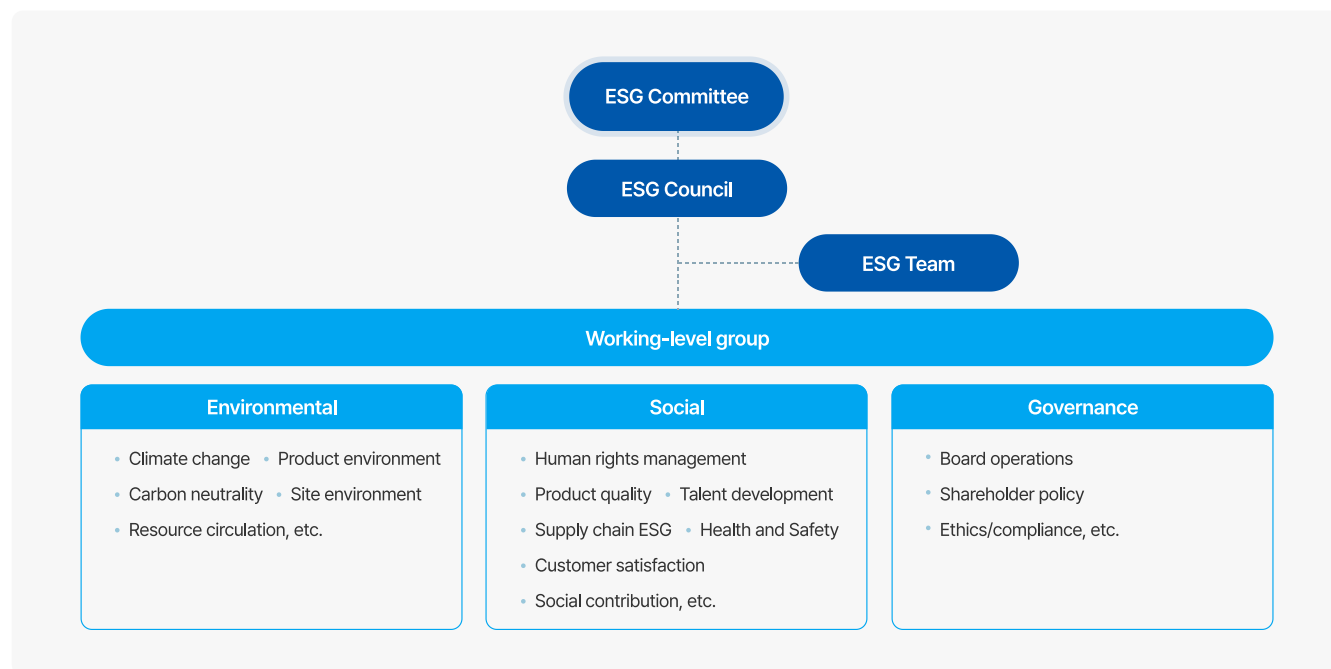 ESG Committee
ESG Council
ESG Team
Working-level group
Environmental
• Climate change • Product environment
• Carbon neutrality • Site environment
• Resource circulation, etc.
Social
• Human rights management
• Product quality • Talent development
• Supply chain ESG • Health and Safety
• Customer satisfaction
• Social contribution, etc.
Governance
• Board operations
• Shareholder policy
• Ethics/compliance, etc.